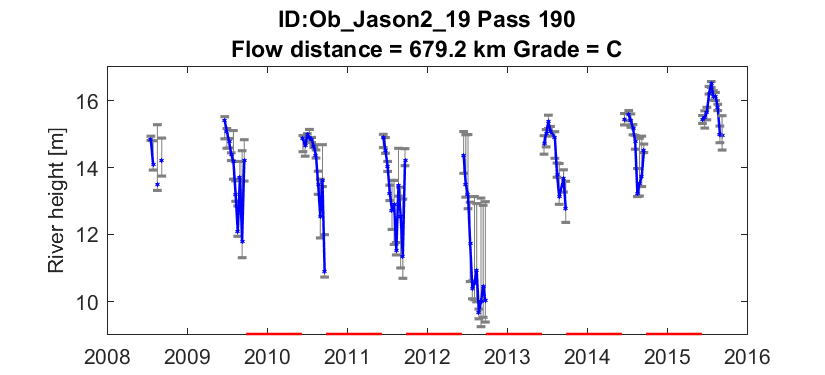 ID:Ob_Jason2_19 Pass 190
Flow distance = 679.2 km Grade = C
River height [m]
16
14
12
10
2008 2009 2010 2011 2012 2013 2014 2015 2016